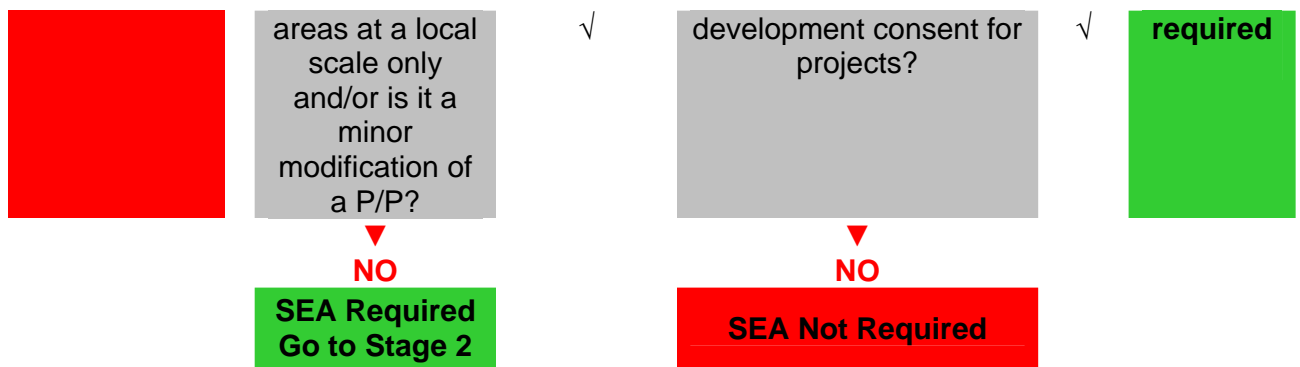 areas at a local
scale only
and/or is it a
minor
modification of
a P/P?
√
development consent for
projects?
√
required
▼
NO
▼
NO
SEA Required
Go to Stage 2
SEA Not Required